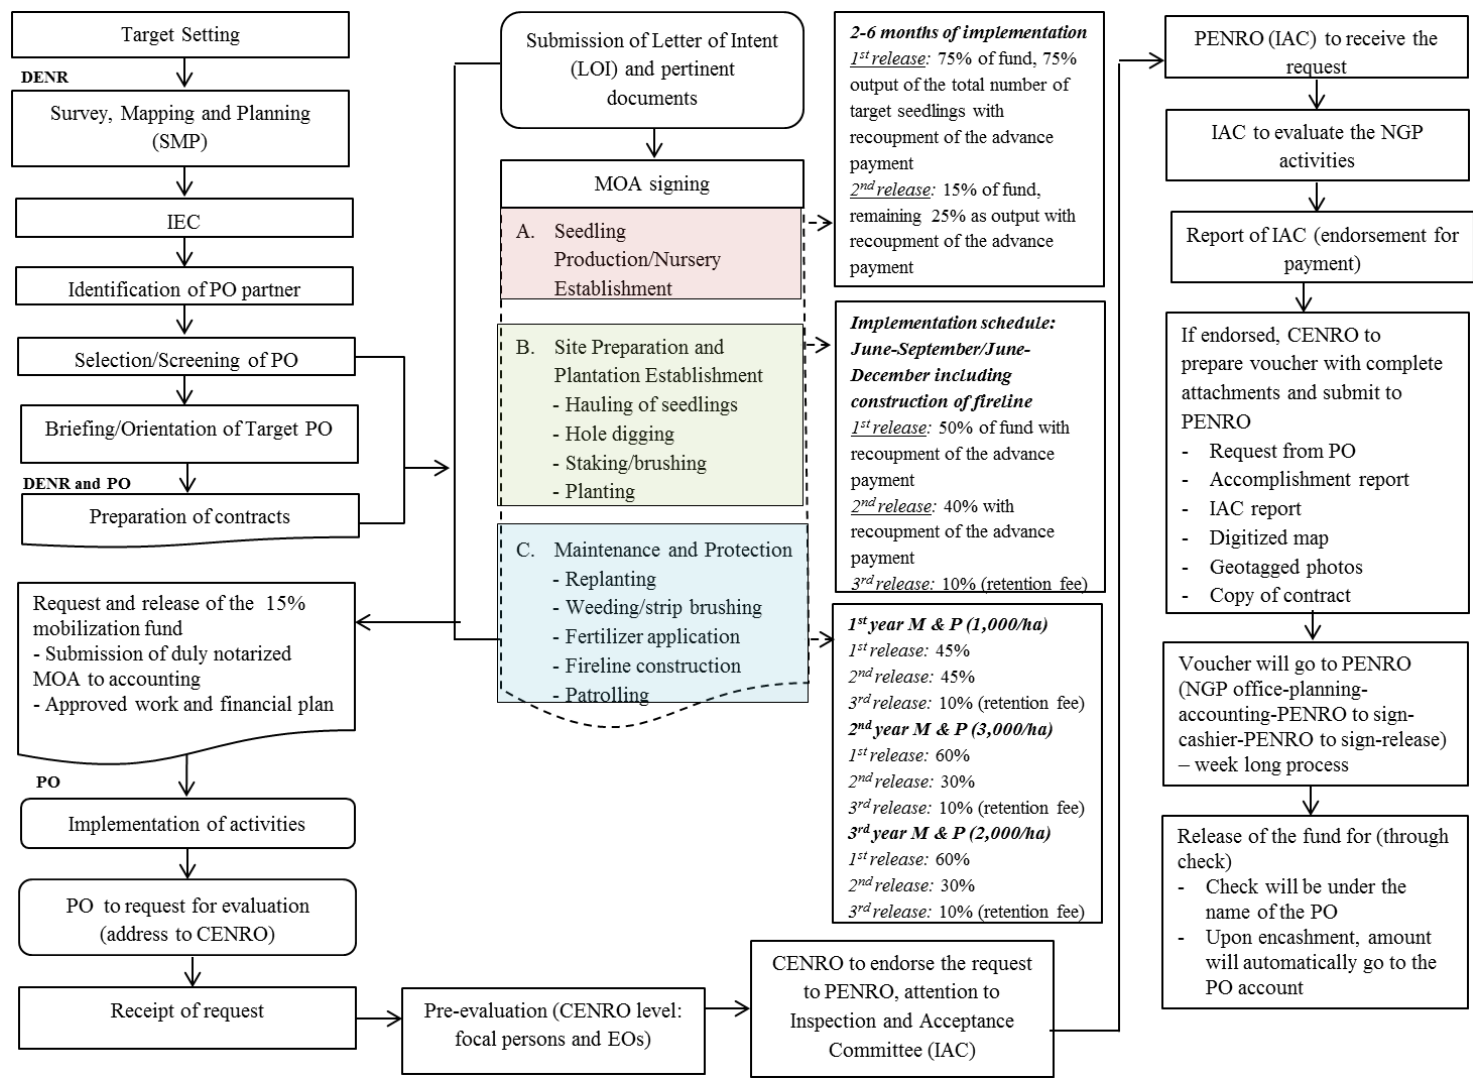 Target Setting
DENR
Survey, Mapping and Planning
(SMP)
IEC
Identification of PO partner
Selection/Screening of PO
Briefing/Orientation of Target PO
DENR and PO
Preparation of contracts
Request and release of the 15%
mobilization fund
- Submission of duly notarized
MOA to accounting
- Approved work and financial plan
PO
Implementation of activities
PO to request for evaluation
(address to CENRO)
Receipt of request
Pre-evaluation (CENRO level:
focal persons and EOs)
CENRO to endorse the request
to PENRO, attention to
Inspection and Acceptance
Committee (IAC)
Submission of Letter of Intent
(LOI) and pertinent
documents
MOA signing
A. Seedling
Production/Nursery
Establishment
B. Site Preparation and
Plantation Establishment
- Hauling of seedlings
- Hole digging
- Staking/brushing
- Planting
C. Maintenance and Protection
- Replanting
- Weeding/strip brushing
- Fertilizer application
- Fireline construction
- Patrolling
2-6 months of implementation
1st release: 75% of fund, 75%
output of the total number of
target seedlings with
recoupment of the advance
payment
2nd release: 15% of fund,
remaining 25% as output with
recoupment of the advance
payment
Implementation schedule:
June-September/June-
December including
construction of fireline
1st release: 50% of fund with
recoupment of the advance
payment
2nd release: 40% with
recoupment of the advance
payment
3rd release: 10% (retention fee)
1st year M & P (1,000/ha)
1st release: 45%
2nd release: 45%
3rd release: 10% (retention fee)
2nd year M & P (3,000/ha)
1st release: 60%
2nd release: 30%
3rd release: 10% (retention fee)
3rd year M & P (2,000/ha)
1st release: 60%
2nd release: 30%
3rd release: 10% (retention fee)
PENRO (IAC) to receive the
request
IAC to evaluate the NGP
activities
Report of IAC (endorsement for
payment)
If endorsed, CENRO to
prepare voucher with complete
attachments and submit to
PENRO
- Request from PO
- Accomplishment report
- IAC report
- Digitized map
- Geotagged photos
- Copy of contract
Voucher will go to PENRO
(NGP office-planning-
accounting-PENRO to sign-
cashier-PENRO to sign-release)
– week long process
Release of the fund for (through
check)
- Check will be under the
name of the PO
- Upon encashment, amount
will automatically go to the
PO account